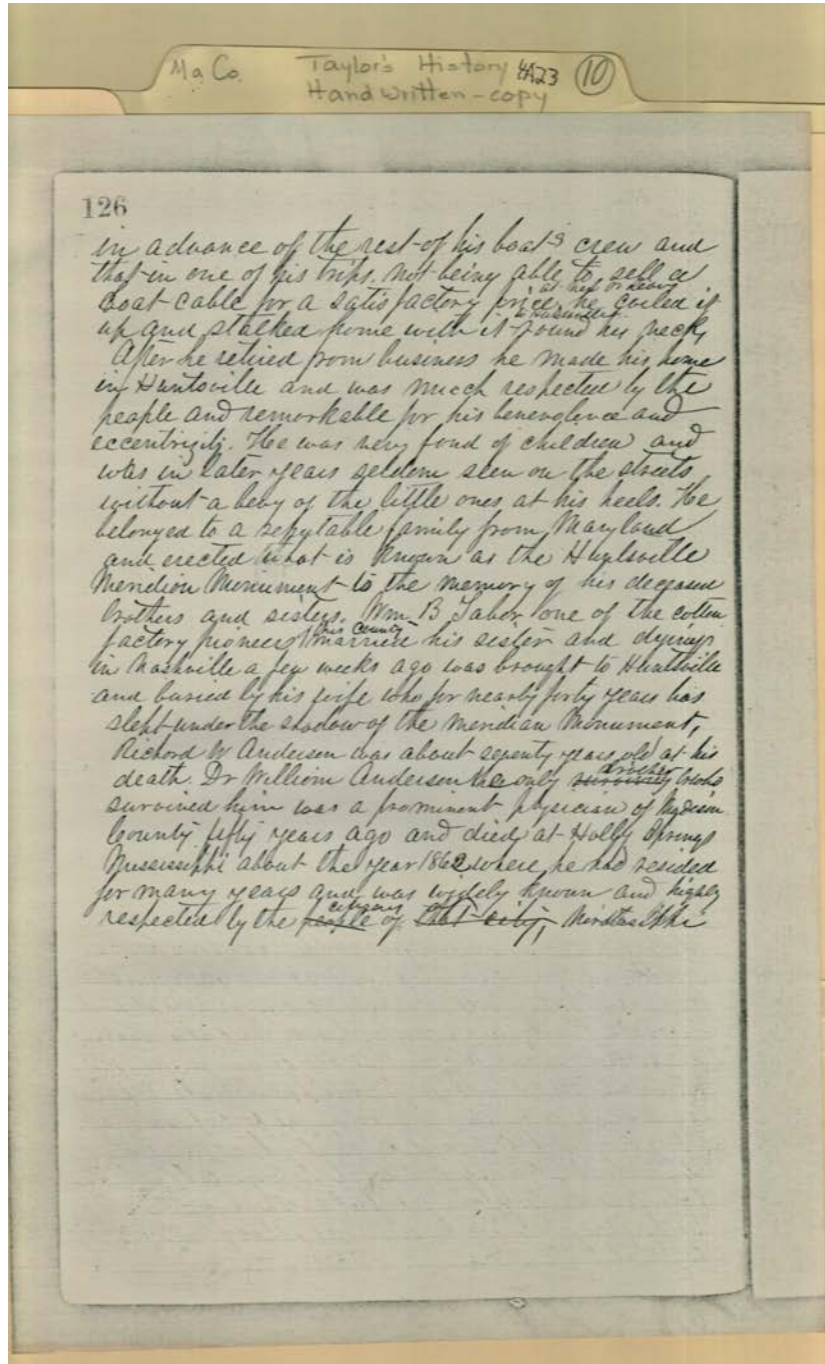 Ma Co. Taylor's History 4A23 10
Handwritten - copy
126
in advance of the rest of his boat's crew and
that in one of his trips, not being able to sell a
boat cable for a satisfactory price, he coiled it
up and stalked home with it round his neck,
After he retired from business he made his home
in Huntsville and was much respected by the
people and remarkable for his benevolence and
eccentricity. He was very fond of children and
was in later years seldom seen on the streets
without a bevy of the little ones at his heels. He
belonged to a reputable family from Maryland
and erected what is known as the Huntsville
Meridian Monument to the memory of his deceased
brothers and sisters. Wm. B Tabor one of the cotton
this County
factory pioneers married his sister and dying
in Nashville a few weeks ago was brought to Huntsville
and buried by his wife who for nearly forty years has
slept under the shadow of the Meridian Monument,
Richard W Anderson was about seventy years old at his
brother
death. Dr William Anderson the only who
survived him was a prominent physician of Madison
County fifty years ago and died at Holly Springs
Mississippi about the year 1862 where he had resided
for many years and was widely known and highly
citizens
respected by the people of that city,